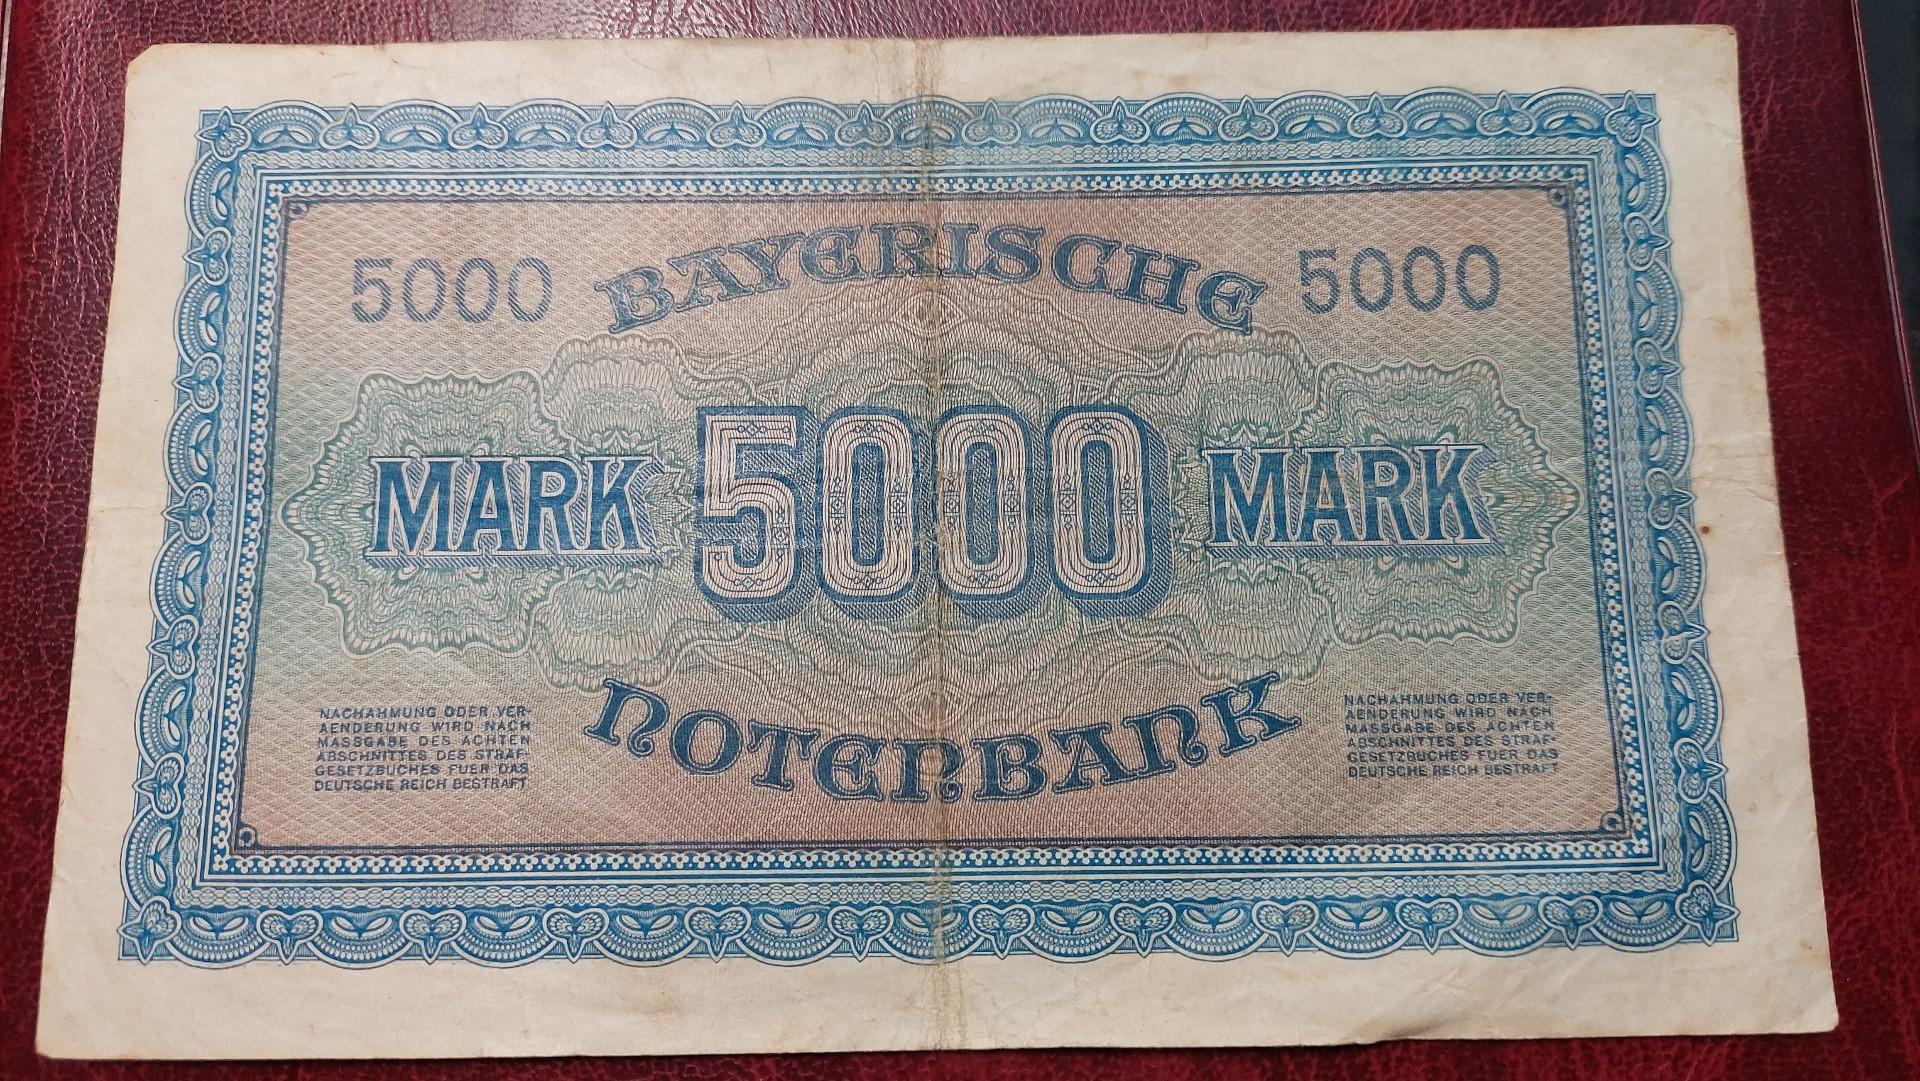 5000 BAYERISCHE 5000
MARK 5000 MARK
NOTENBANK
NACHAHMUNG ODER VER-
AENDERUNG WIRD NACH
MASSGABE DES ACHTEN
ABSCHNITTES DES STRAF-
GESETZBUCHES FUER DAS
DEUTSCHE REICH BESTRAFT
NACHAHMUNG ODER VER-
AENDERUNG WIRD NACH
MASSGABE DES ACHTEN
ABSCHNITTES DES STRAF-
GESETZBUCHES FUER DAS
DEUTSCHE REICH BESTRAFT